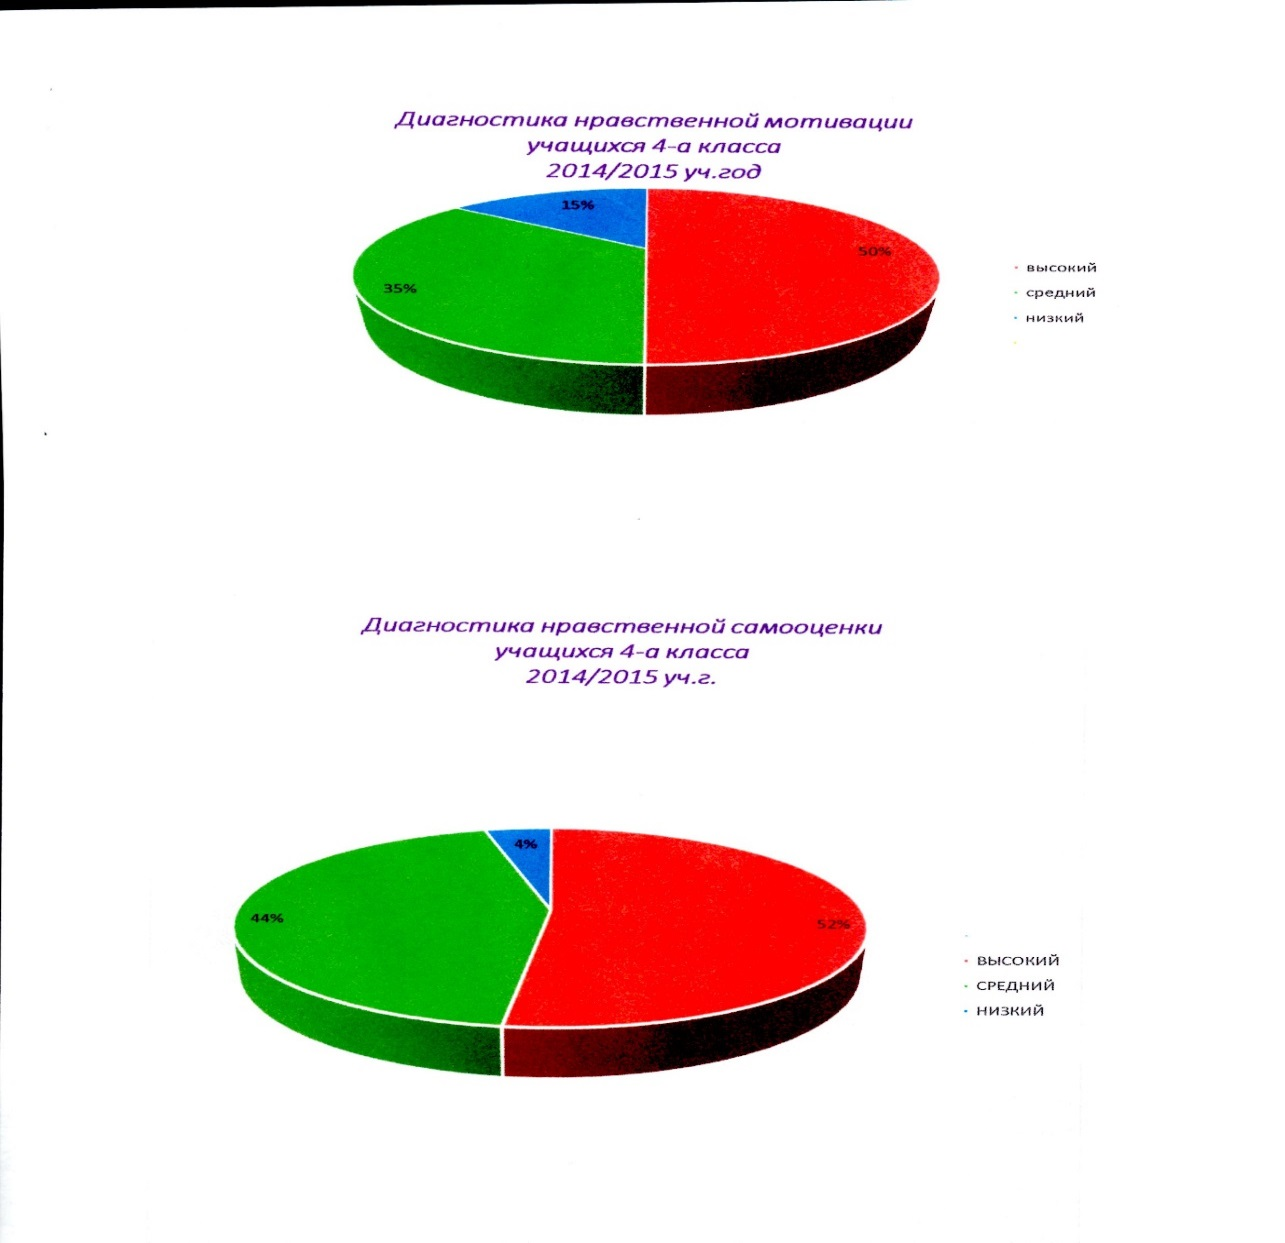 Диагностика нравственной мотивации
учащихся 4-а класса
2014/2015 уч.год
15%
50%
35%
высокий
средний
низкий
Диагностика нравственной самооценки
учащихся 4-а класса
2014/2015 уч.г.
4%
44%
52%
ВЫСОКИЙ
СРЕДНИЙ
НИЗКИЙ